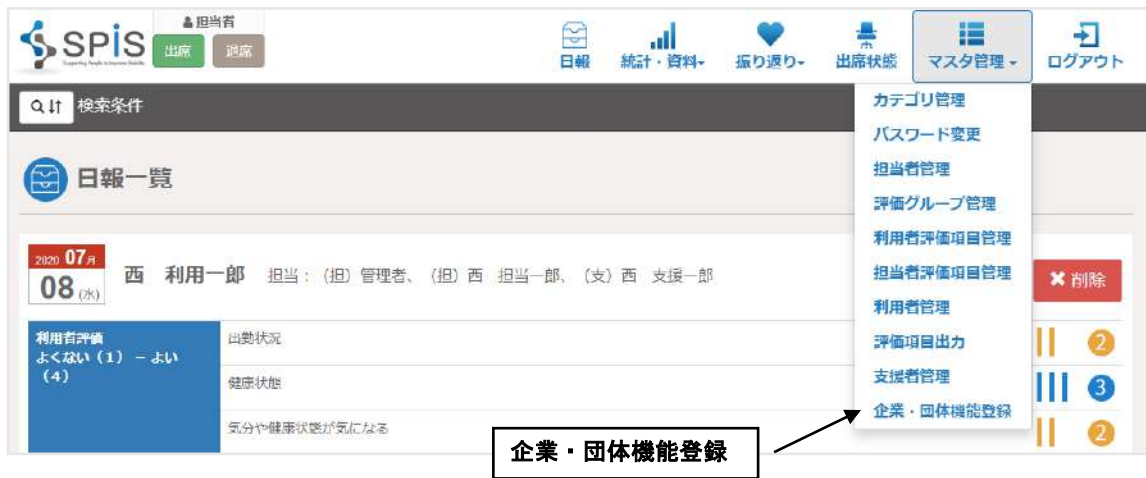 SPiS
Supporting People to Improve Stability
担当者
出席
退席
日報
統計・資料
振り返り
出席状態
マスタ管理
ログアウト
検索条件
カテゴリ管理
パスワード変更
担当者管理
評価グループ管理
利用者評価項目管理
担当者評価項目管理
利用者管理
評価項目出力
支援者管理
企業・団体機能登録
日報一覧
2020 07月
08 (水)
西 利用一郎 担当：（担）管理者、（担）西 担当一郎、（支）西 支援一郎
削除
利用者評価
よくない（1） － よい
（4）
出勤状況
2
健康状態
3
気分や健康状態が気になる
2
企業・団体機能登録